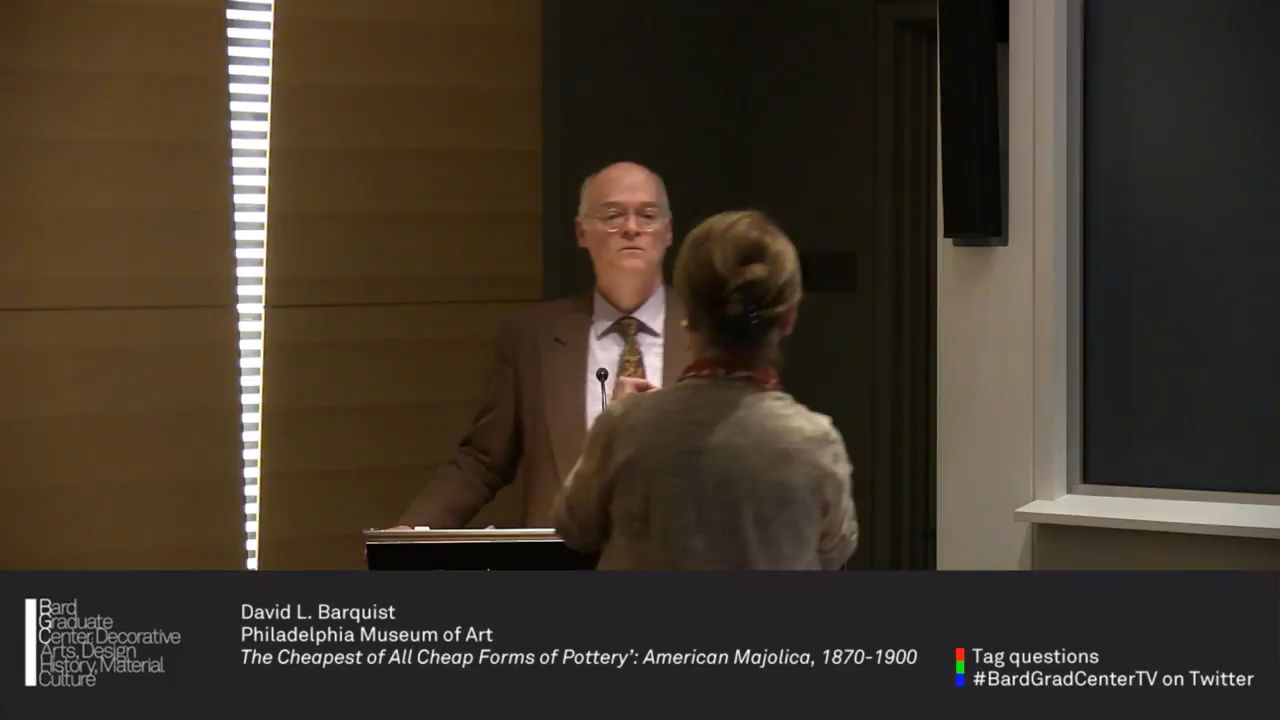 Bard
Graduate
Center: Decorative
Arts, Design
History, Material
Culture
David L. Barquist
Philadelphia Museum of Art
The Cheapest of All Cheap Forms of Pottery': American Majolica, 1870-1900
Tag questions
#BardGradCenterTV on Twitter